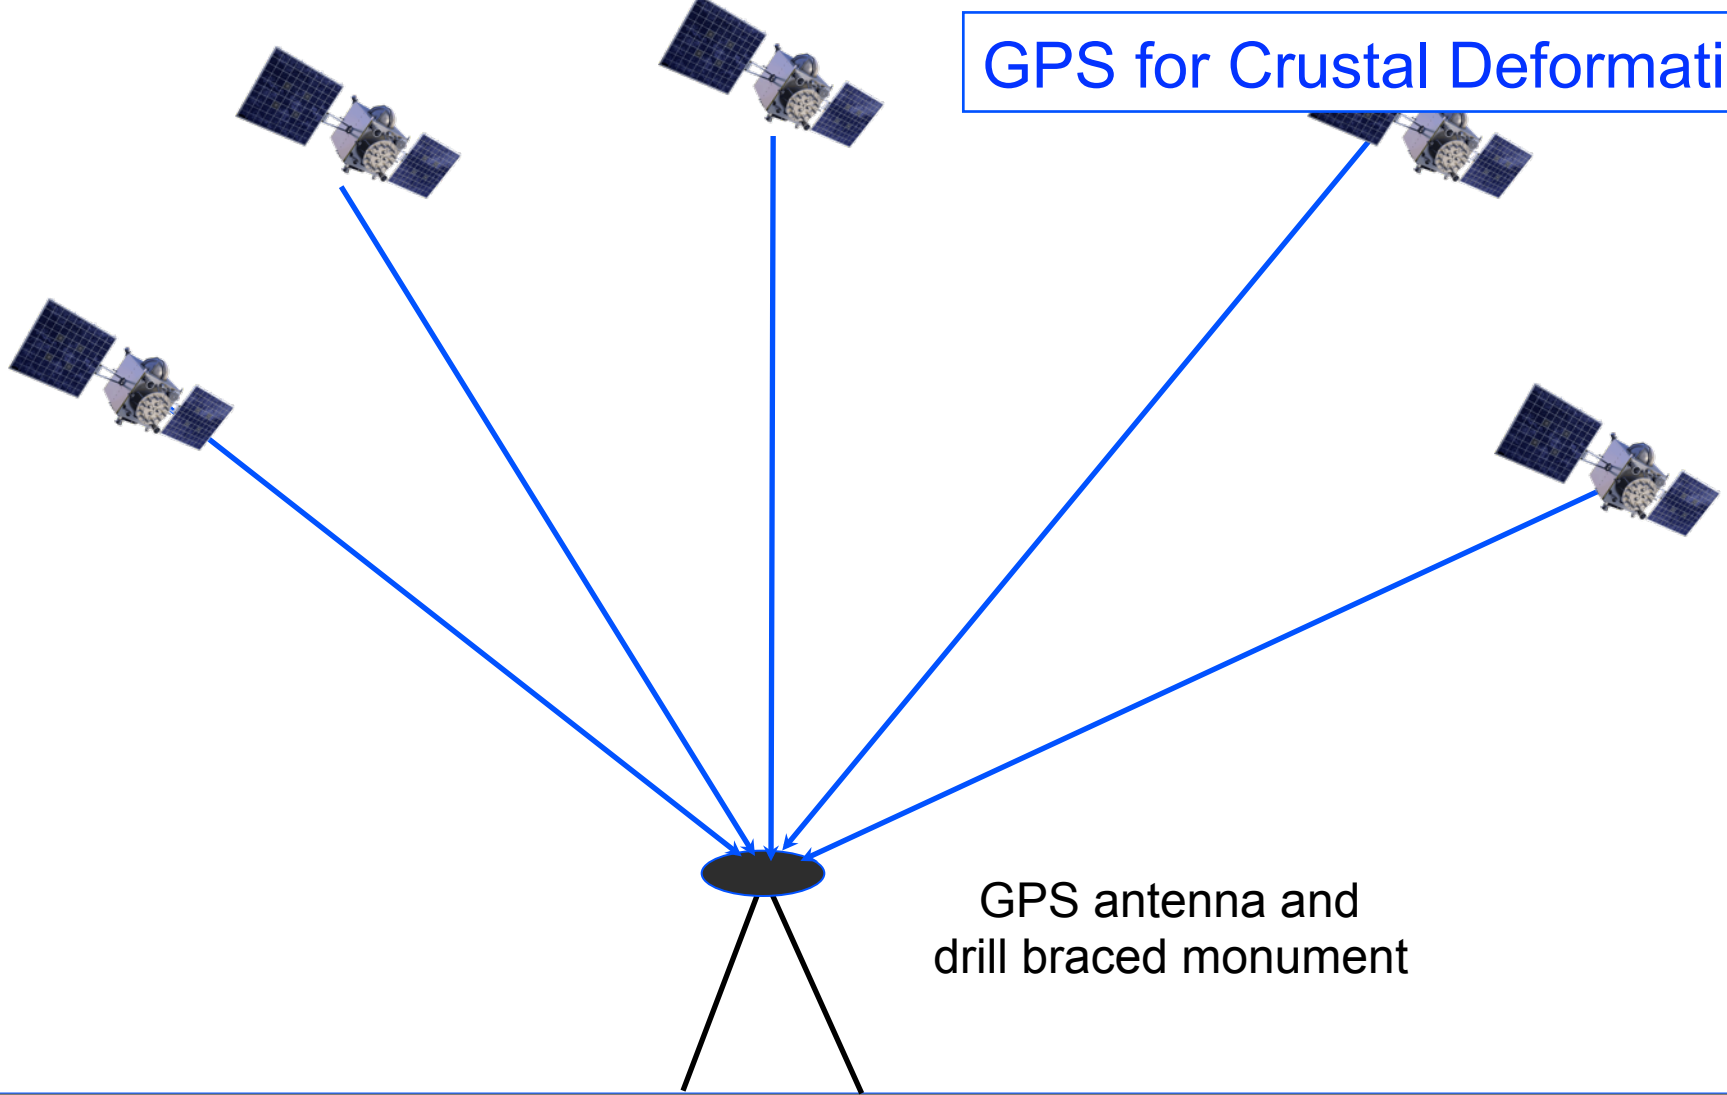 GPS for Crustal Deformati
GPS antenna and
drill braced monument